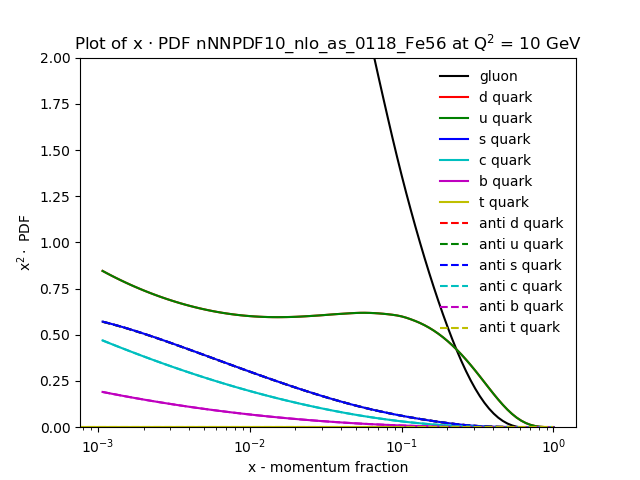 Plot of x · PDF nNNPDF10_nlo_as_0118_Fe56 at Q² = 10 GeV
2.00
1.75
1.50
1.25
1.00
0.75
0.50
0.25
0.00
x² · PDF
gluon
d quark
u quark
s quark
c quark
b quark
t quark
anti d quark
anti u quark
anti s quark
anti c quark
anti b quark
anti t quark
10⁻³ 10⁻² 10⁻¹ 10⁰
x - momentum fraction